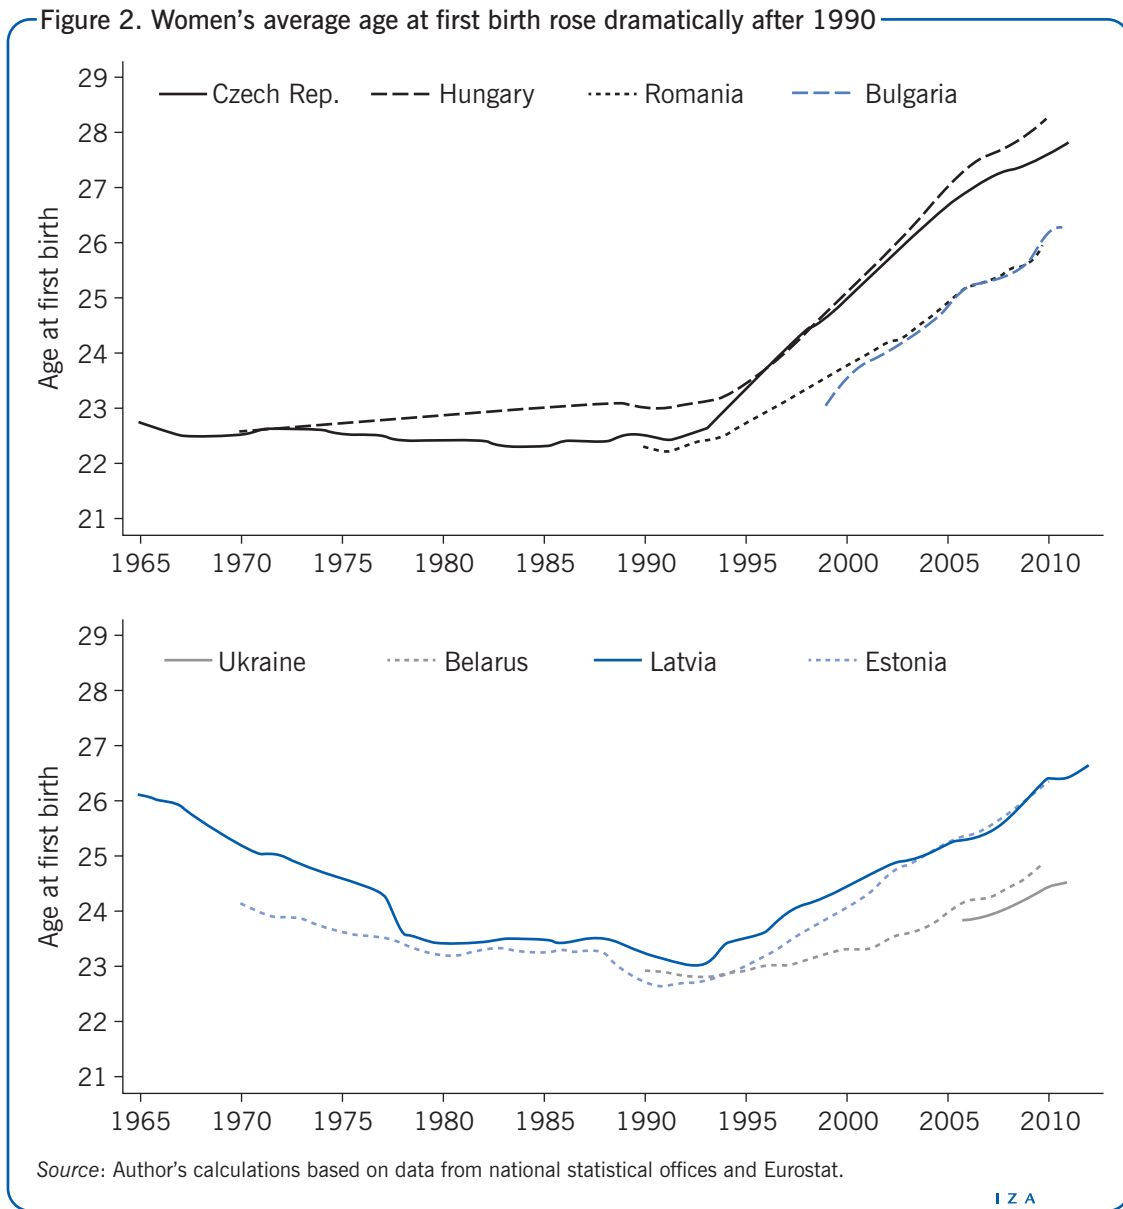 Figure 2. Women's average age at first birth rose dramatically after 1990
29
Czech Rep. Hungary Romania Bulgaria
28
27
26
25
24
23
22
21
Age at first birth
1965 1970 1975 1980 1985 1990 1995 2000 2005 2010
29
Ukraine Belarus Latvia Estonia
28
27
26
25
24
23
22
21
Age at first birth
1965 1970 1975 1980 1985 1990 1995 2000 2005 2010
Source: Author's calculations based on data from national statistical offices and Eurostat.
I Z A